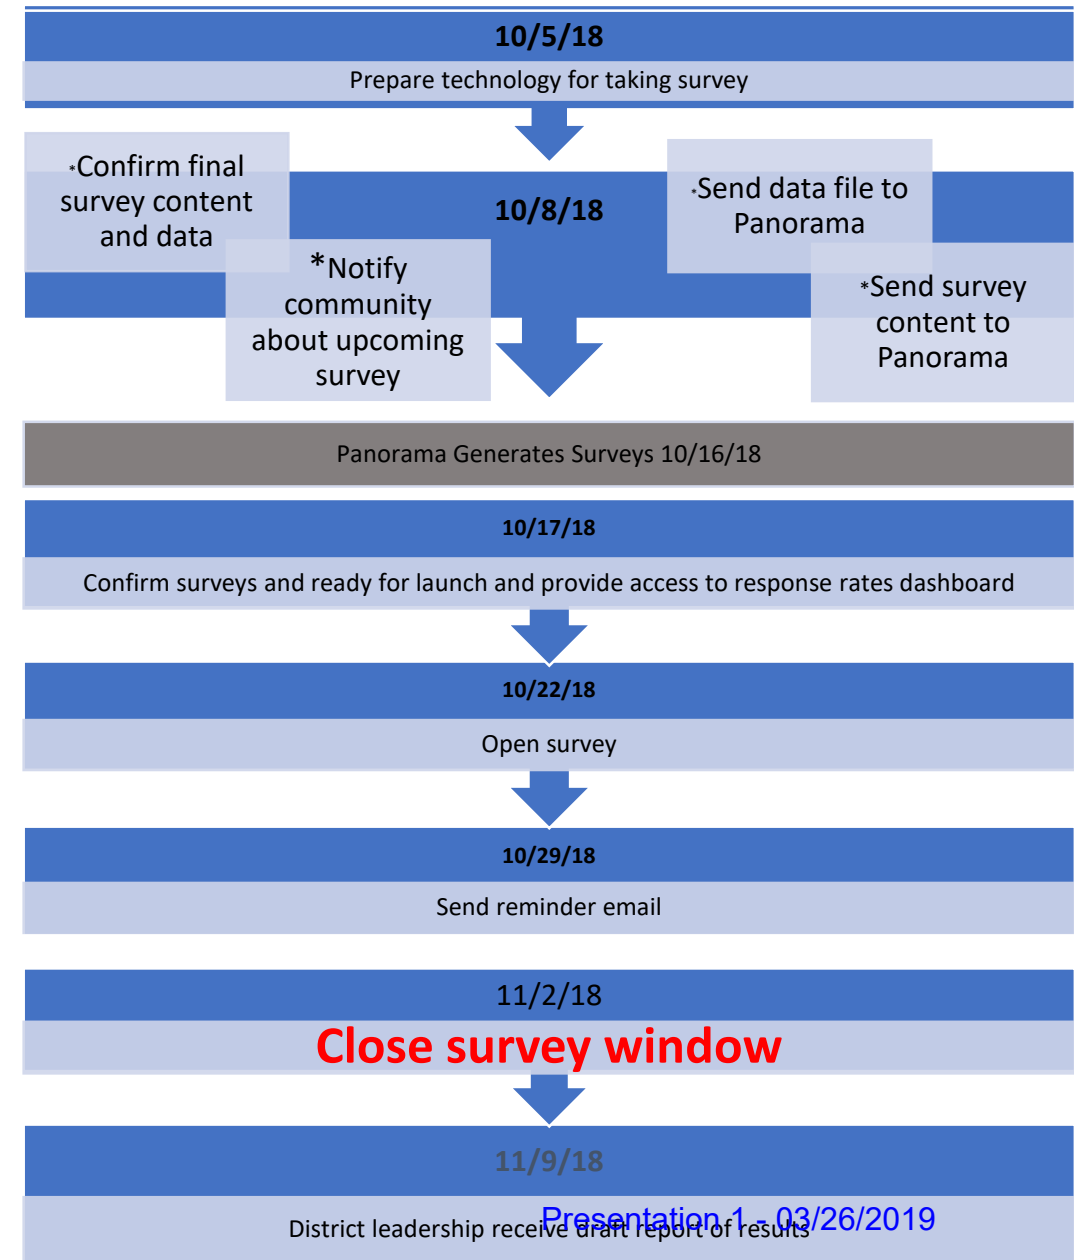 10/5/18
Prepare technology for taking survey
*Confirm final
survey content
and data
10/8/18
*Send data file to
Panorama
*Notify
community
about upcoming
survey
*Send survey
content to
Panorama
Panorama Generates Surveys 10/16/18
10/17/18
Confirm surveys and ready for launch and provide access to response rates dashboard
10/22/18
Open survey
10/29/18
Send reminder email
11/2/18
Close survey window
11/9/18
District leadership receive draft report of results
Presentation 1 - 03/26/2019